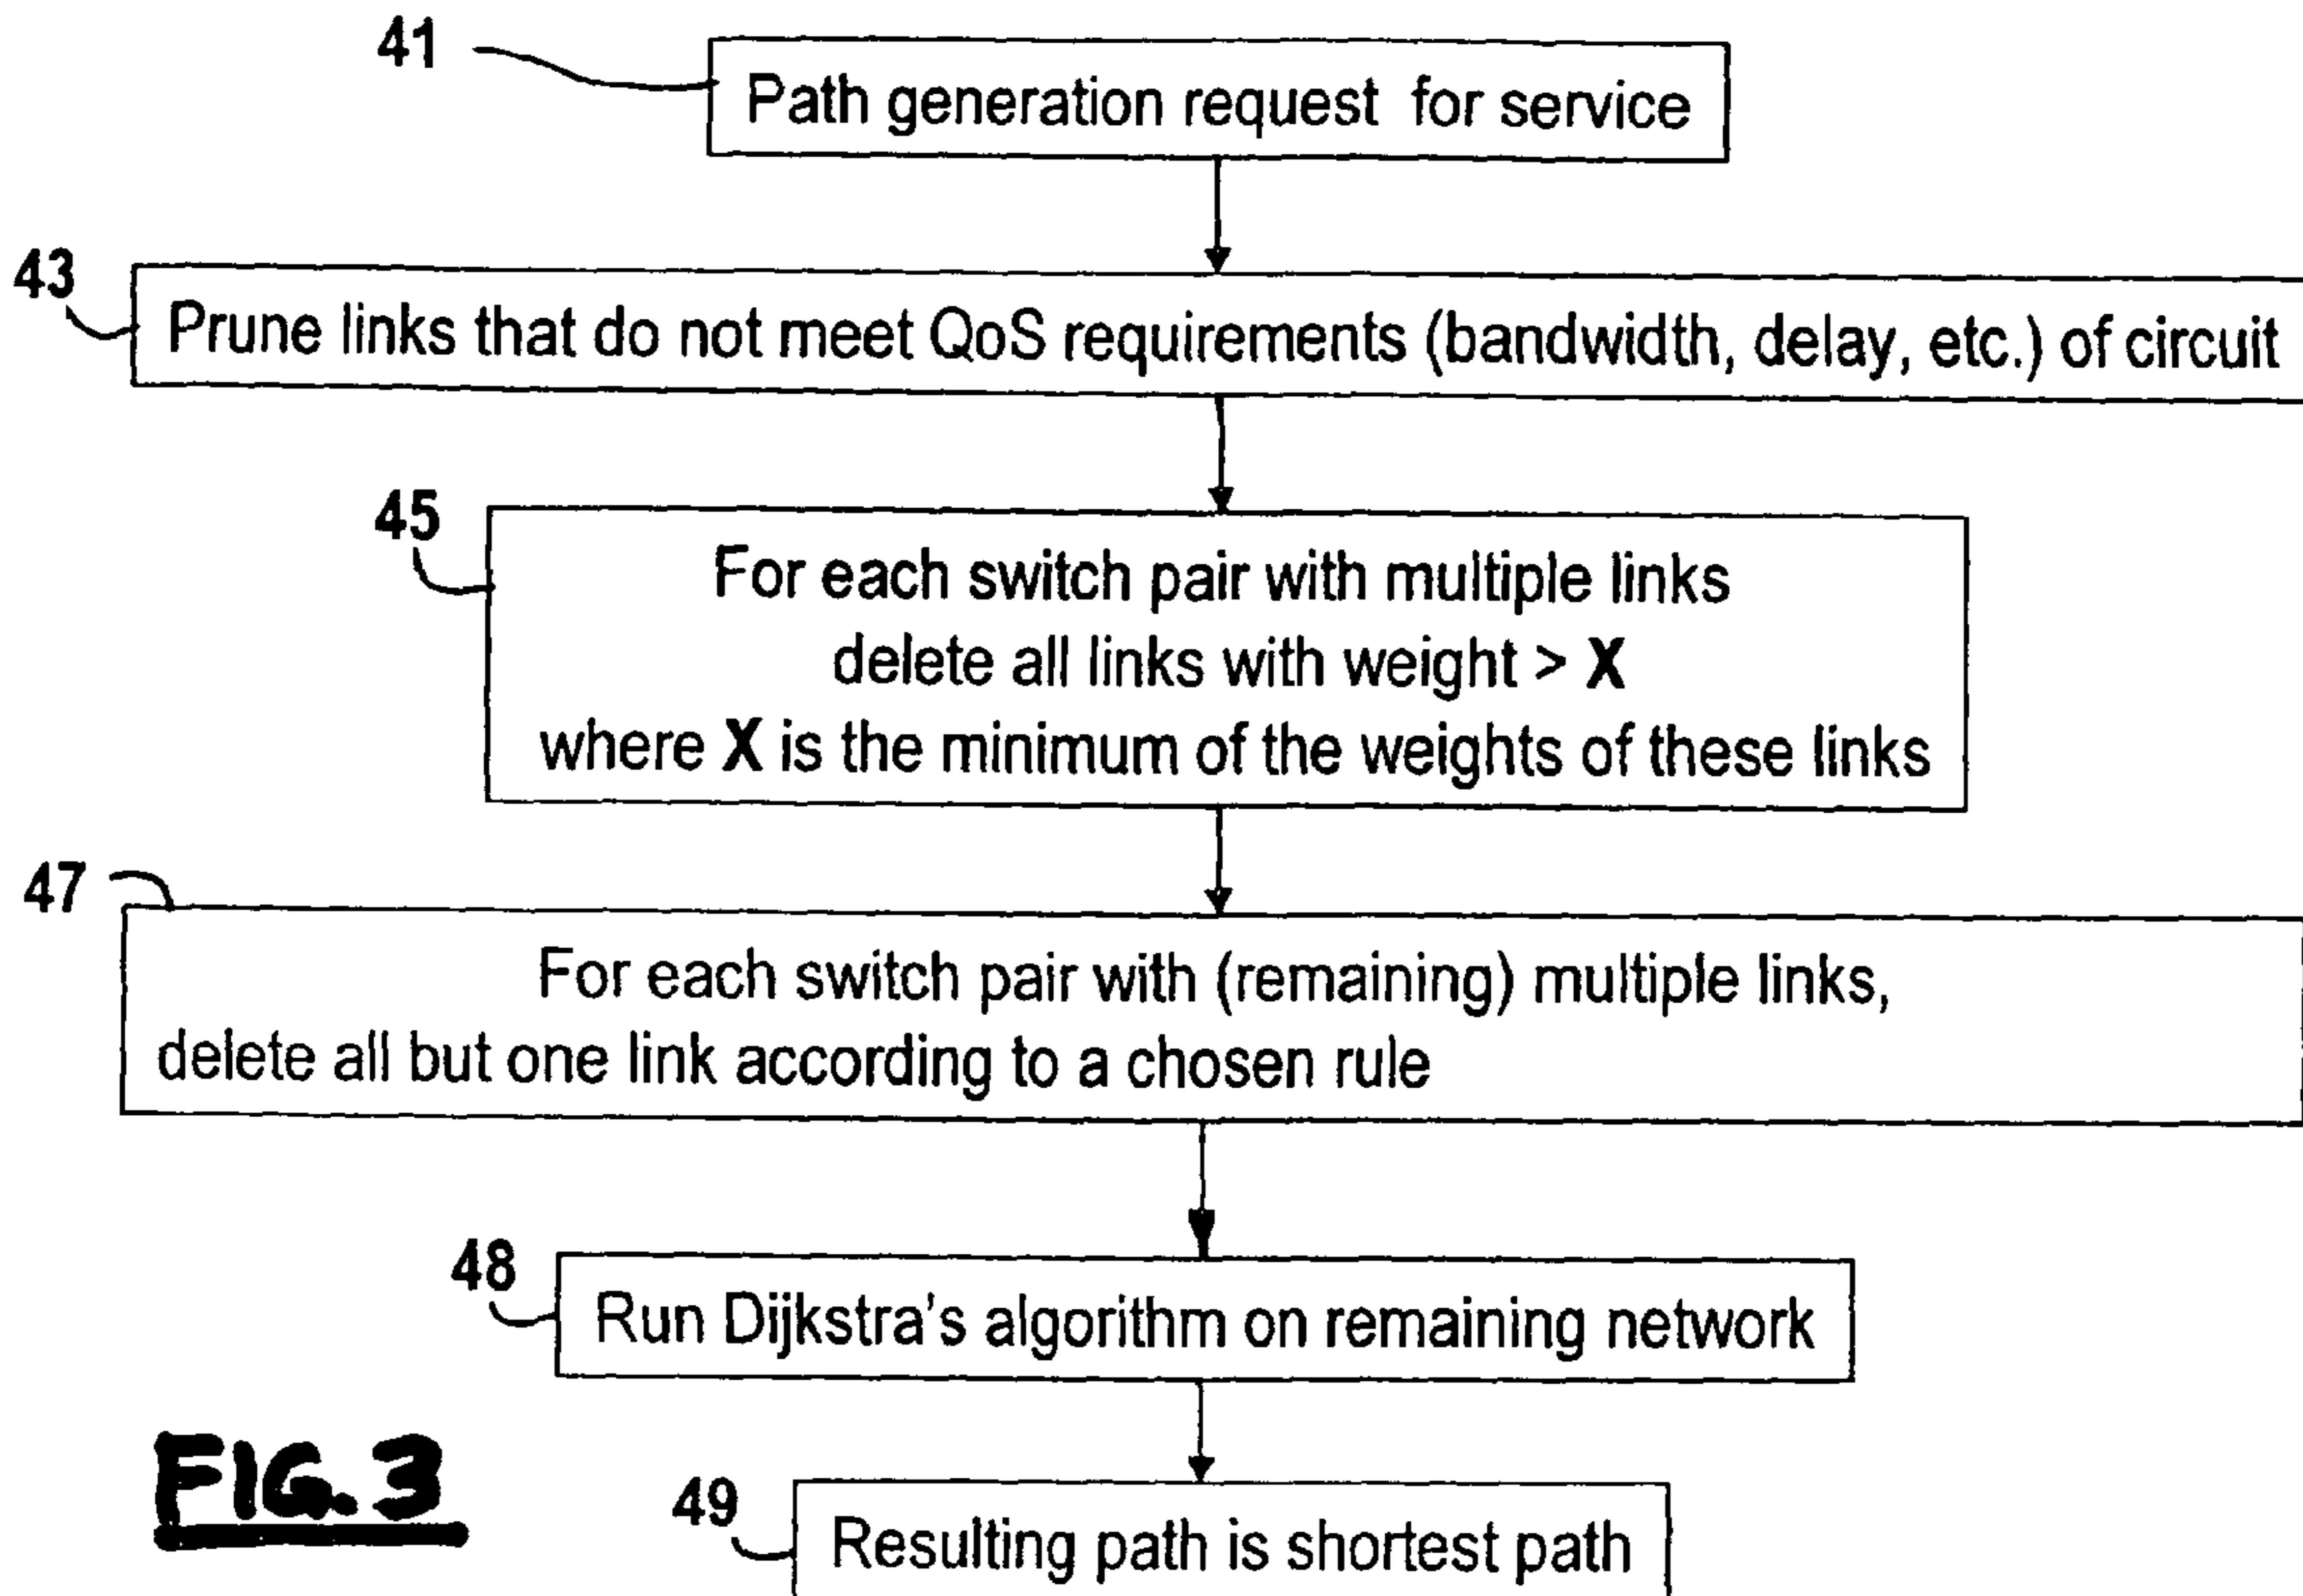 41
Path generation request for service
43
Prune links that do not meet QoS requirements (bandwidth, delay, etc.) of circuit
45
For each switch pair with multiple links
delete all links with weight > X
where X is the minimum of the weights of these links
47
For each switch pair with (remaining) multiple links,
delete all but one link according to a chosen rule
48
Run Dijkstra's algorithm on remaining network
49
Resulting path is shortest path
FIG. 3